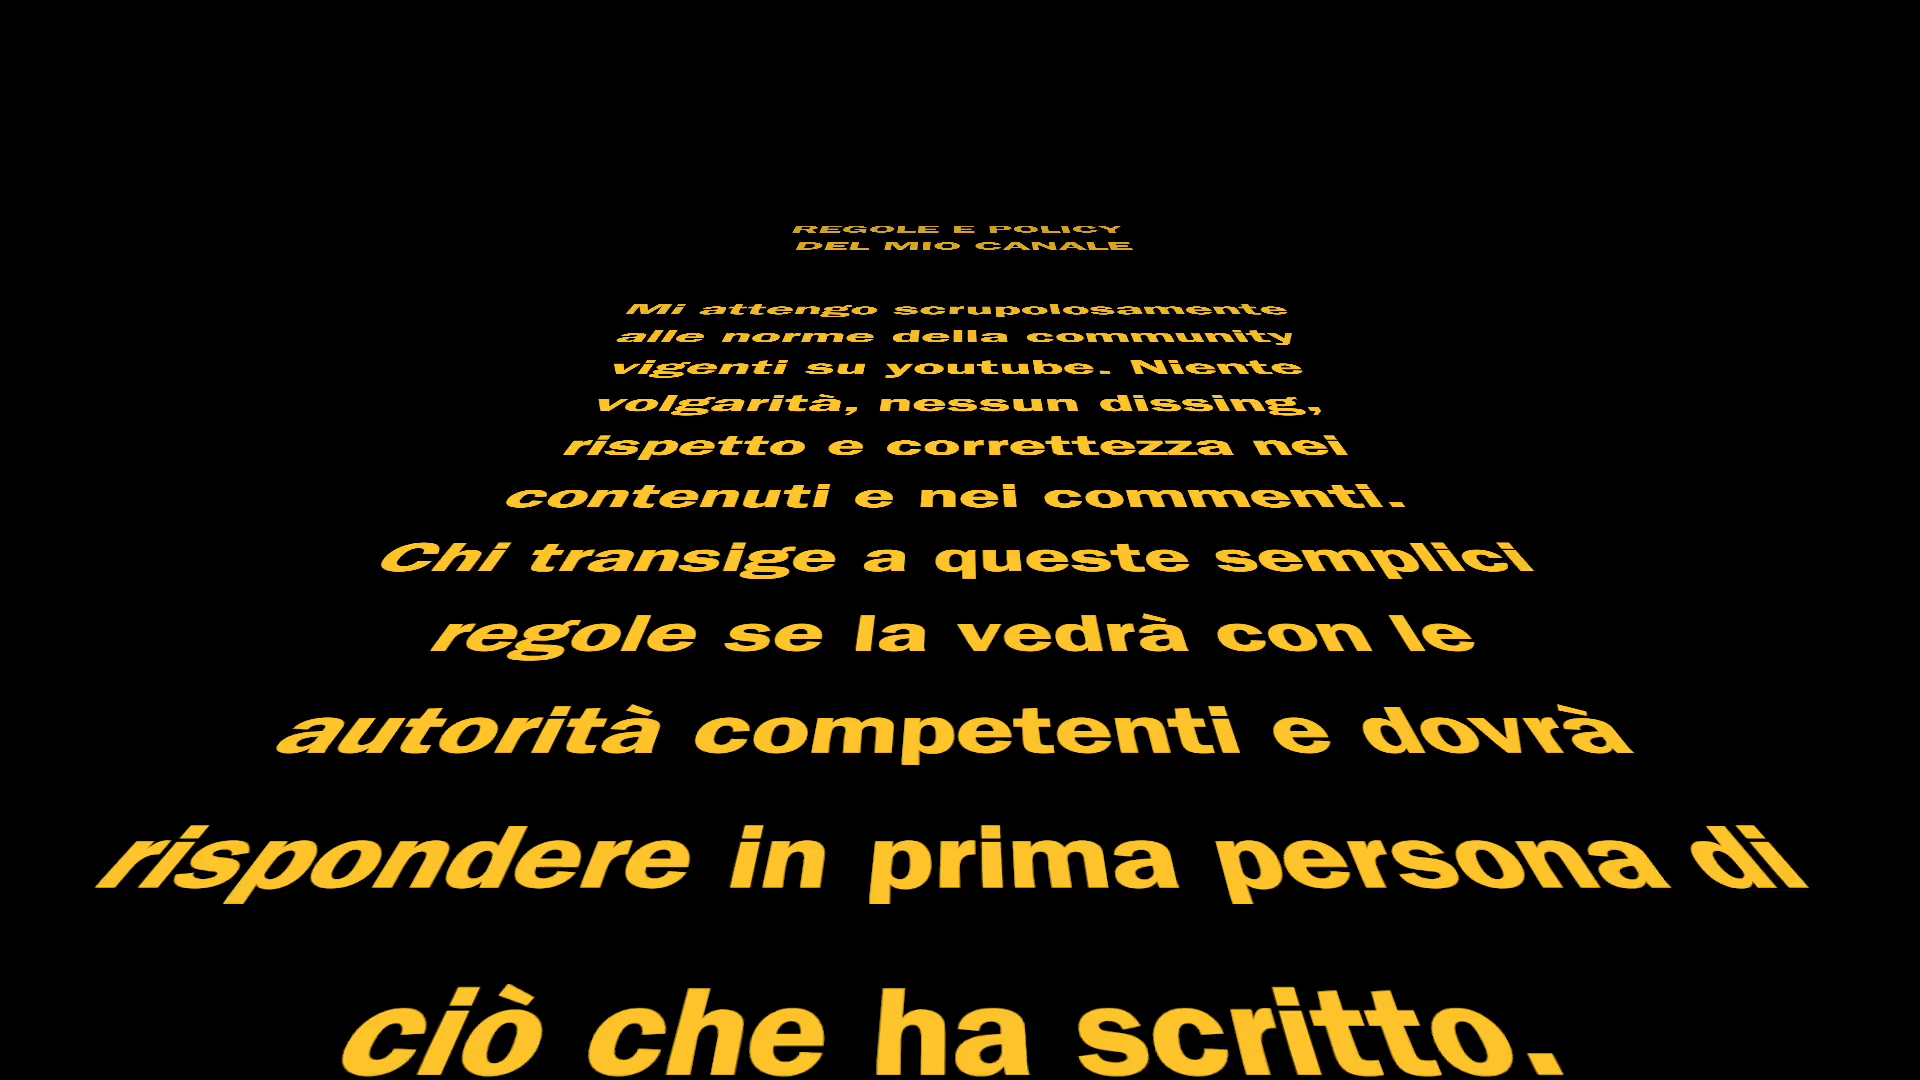 REGOLE E POLICY
DEL MIO CANALE
Mi attengo scrupolosamente
alle norme della community
vigenti su youtube. Niente
volgarità, nessun dissing,
rispetto e correttezza nei
contenuti e nei commenti.
Chi transige a queste semplici
regole se la vedrà con le
autorità competenti e dovrà
rispondere in prima persona di
ciò che ha scritto.